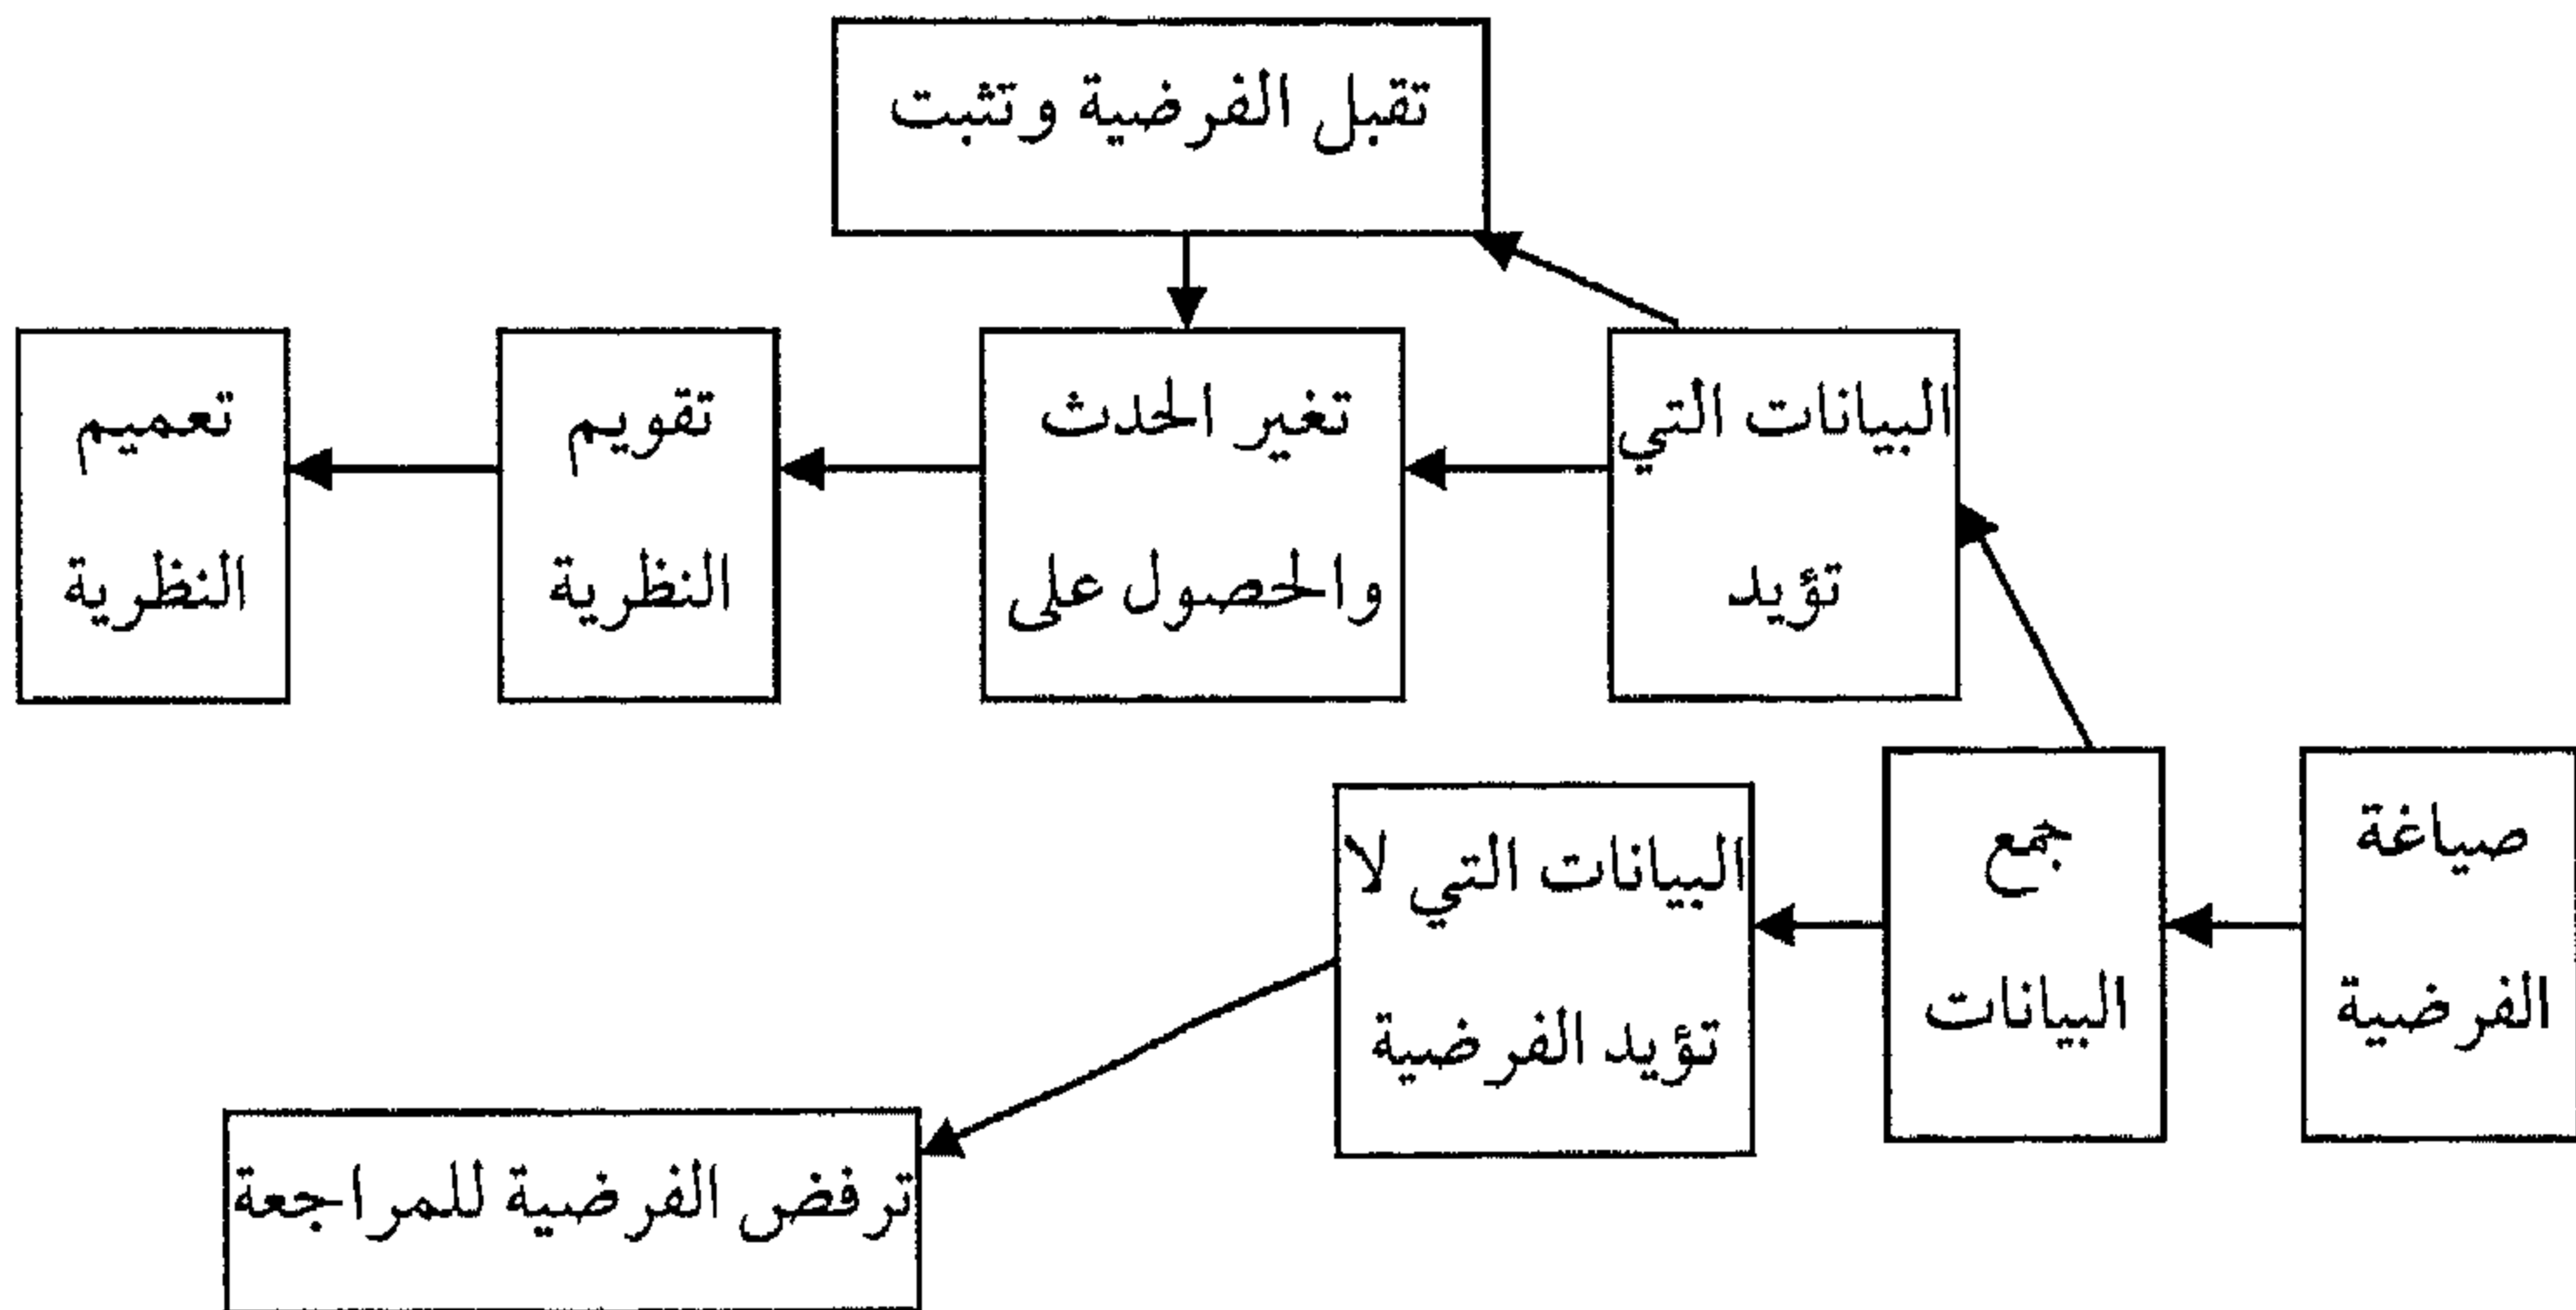 تقبل الفرضية وتثبت
البيانات التي
تؤيد
تغير الحدث
والحصول على
تقويم
النظرية
تعميم
النظرية
صياغة
الفرضية
جمع
البيانات
البيانات التي لا
تؤيد الفرضية
ترفض الفرضية للمراجعة